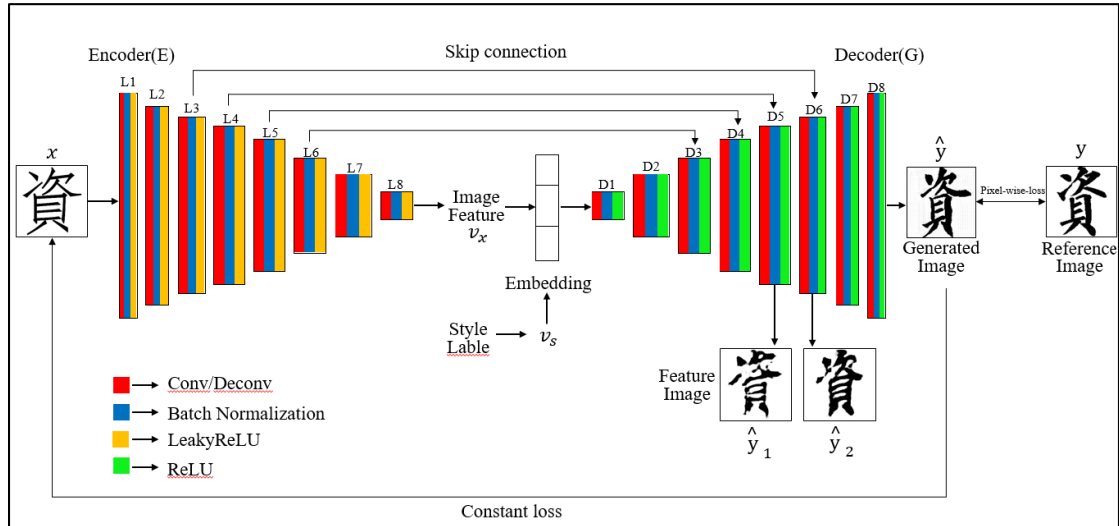 Encoder(E)
Skip connection
Decoder(G)
L1
L2
L3
L4
L5
L6
L7
L8
D1
D2
D3
D4
D5
D6
D7
D8
x
資
Image
Feature
v_x
Embedding
Style
Lable
v_s
ŷ
資
Generated
Image
Pixel-wise-loss
y
資
Reference
Image
Feature
Image
資
ŷ_1
資
ŷ_2
Conv/Deconv
Batch Normalization
LeakyReLU
ReLU
Constant loss